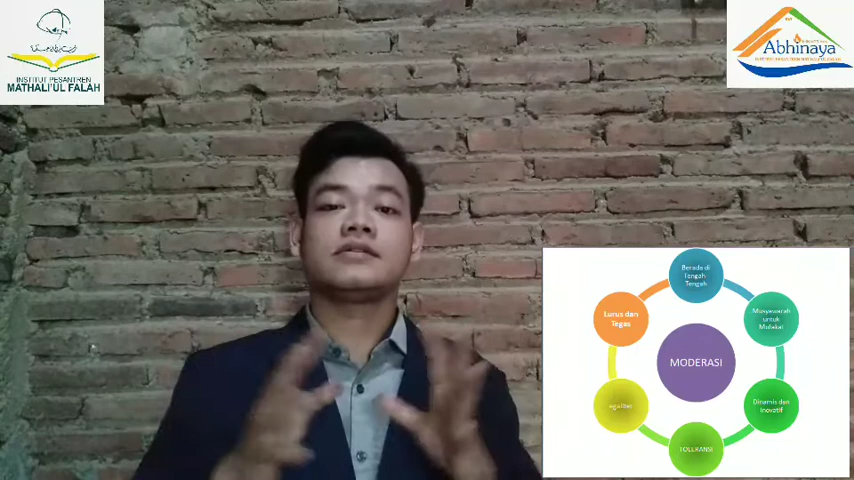 INSTITUT PESANTREN
MATHALI'UL FALAH
Abhinaya
MODERASI
Berada di
Tengah
Tengah
Musyawarah
untuk
Mufakat
Dinamis dan
Inovatif
TOLERANSI
egaliter
Lurus dan
Tegas